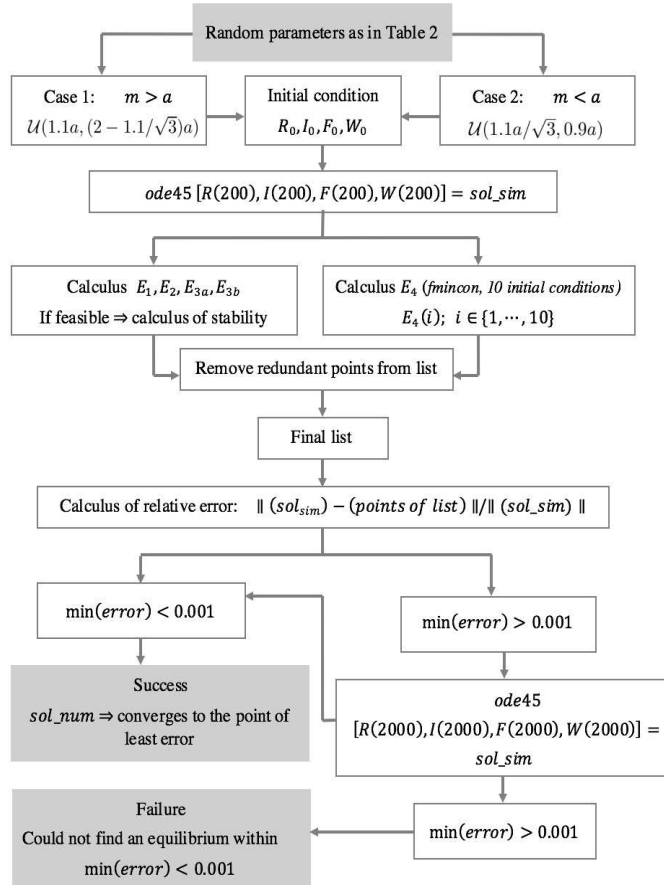 Random parameters as in Table 2
Case 1: m > a
𝒰(1.1a, (2 − 1.1/√3)a)
Initial condition
R₀, I₀, F₀, W₀
Case 2: m < a
𝒰(1.1a/√3, 0.9a)
ode45 [R(200), I(200), F(200), W(200)] = sol_sim
Calculus E₁, E₂, E₃ₐ, E₃b
If feasible ⇒ calculus of stability
Calculus E₄ (fmincon, 10 initial conditions)
E₄(i); i ∈ {1, ⋯, 10}
Remove redundant points from list
Final list
Calculus of relative error: ‖ (sol_sim) − (points of list) ‖/‖ (sol_sim) ‖
min(error) < 0.001
min(error) > 0.001
Success
sol_num ⇒ converges to the point of
least error
ode45
[R(2000), I(2000), F(2000), W(2000)] =
sol_sim
Failure
Could not find an equilibrium within
min(error) < 0.001
min(error) > 0.001